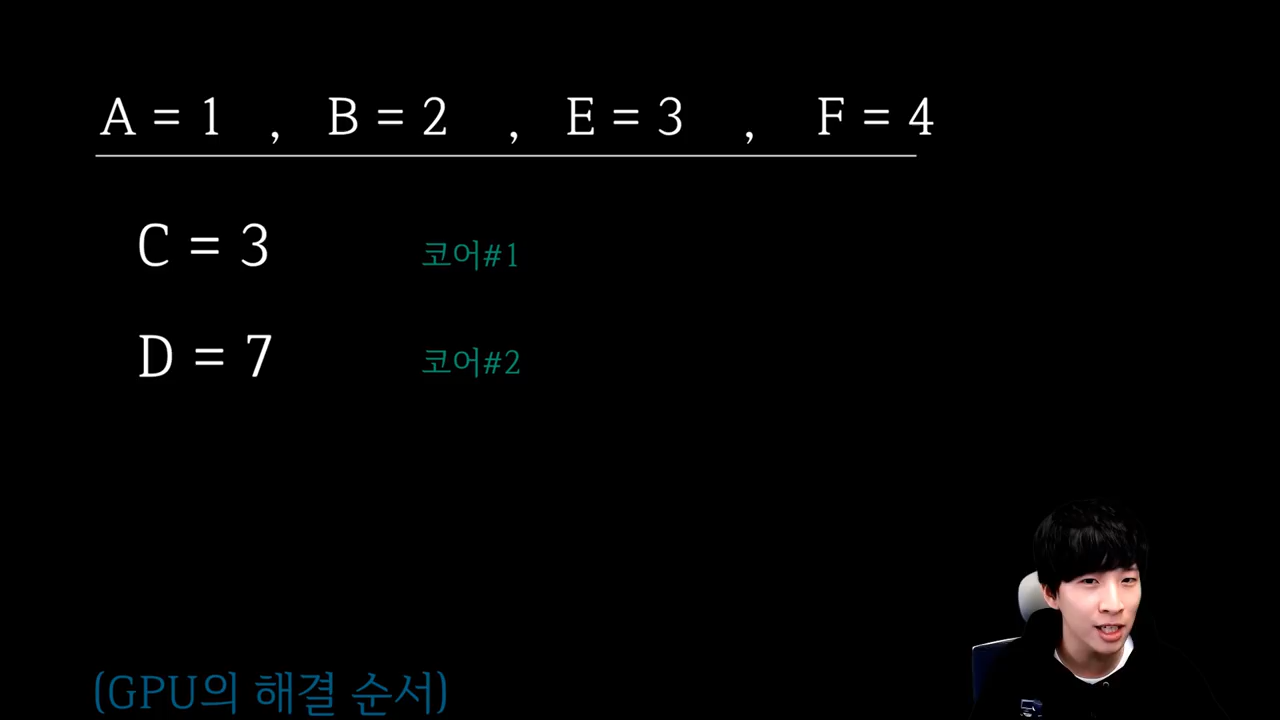 A = 1 , B = 2 , E = 3 , F = 4
C = 3 코어#1
D = 7 코어#2
(GPU의 해결 순서)